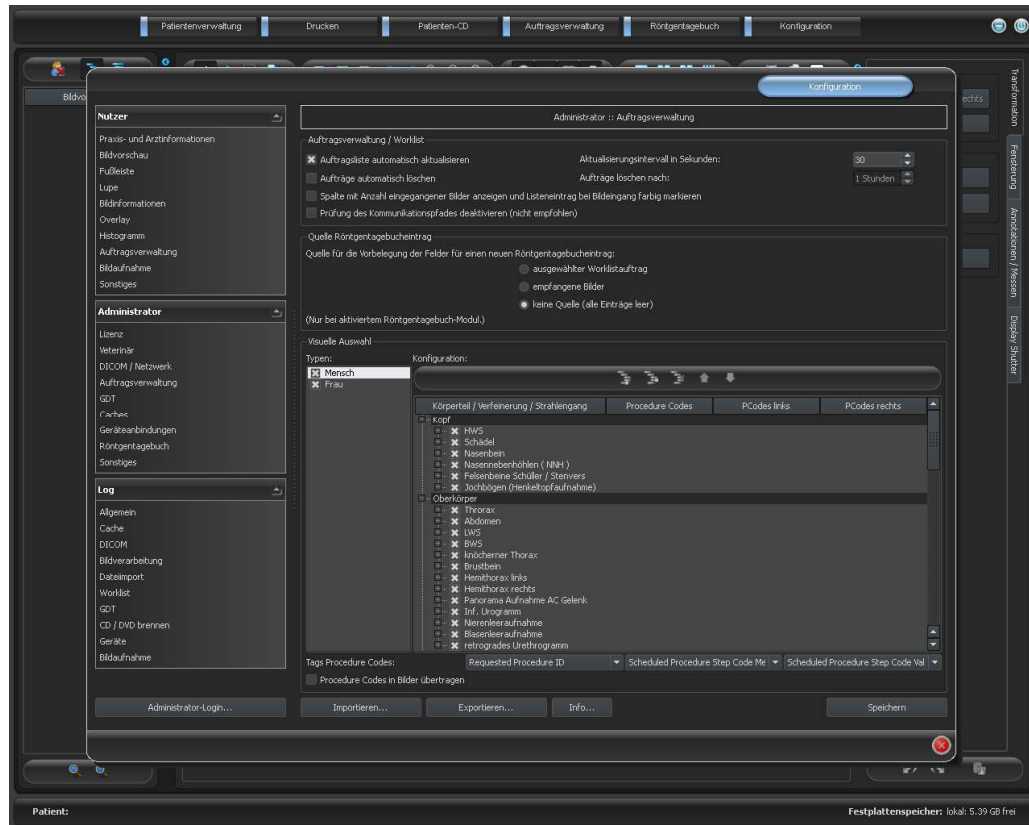 Patientenverwaltung Drucken Patienten-CD Auftragsverwaltung Röntgentagebuch Konfiguration
Bildvo
echts
Transformation
Fensterung
Annotationen / Messen
Display Shutter
Konfiguration
Nutzer
Praxis- und Arztinformationen
Bildvorschau
Fußleiste
Lupe
Bildinformationen
Overlay
Histogramm
Auftragsverwaltung
Bildaufnahme
Sonstiges
Administrator
Lizenz
Veterinär
DICOM / Netzwerk
Auftragsverwaltung
GDT
Caches
Geräteanbindungen
Röntgentagebuch
Sonstiges
Log
Allgemein
Cache
DICOM
Bildverarbeitung
Dateiimport
Worklist
GDT
CD / DVD brennen
Geräte
Bildaufnahme
Administrator-Login...
Administrator :: Auftragsverwaltung
Auftragsverwaltung / Worklist
Auftragsliste automatisch aktualisieren Aktualisierungsintervall in Sekunden: 30
Aufträge automatisch löschen Aufträge löschen nach: 1 Stunden
Spalte mit Anzahl eingegangener Bilder anzeigen und Listeneintrag bei Bildeingang farbig markieren
Prüfung des Kommunikationspfades deaktivieren (nicht empfohlen)
Quelle Röntgentagebucheintrag
Quelle für die Vorbelegung der Felder für einen neuen Röntgentagebucheintrag:
ausgewählter Worklistauftrag
empfangene Bilder
keine Quelle (alle Einträge leer)
(Nur bei aktiviertem Röntgentagebuch-Modul.)
Visuelle Auswahl
Typen: Konfiguration:
Mensch
Frau
Körperteil / Verfeinerung / Strahlengang Procedure Codes PCodes links PCodes rechts
Kopf
HWS
Schädel
Nasenbein
Nasennebenhöhlen ( NNH )
Felsenbeine Schüller / Stenvers
Jochbögen (Henkeltopfaufnahme)
Oberkörper
Throrax
Abdomen
LWS
BWS
knöcherner Thorax
Brustbein
Hemithorax links
Hemithorax rechts
Panorama Aufnahme AC Gelenk
Inf. Urogramm
Nierenleeraufnahme
Blasenleeraufnahme
retrogrades Urethrogramm
Tags Procedure Codes: Requested Procedure ID Scheduled Procedure Step Code Me Scheduled Procedure Step Code Val
Procedure Codes in Bilder übertragen
Importieren... Exportieren... Info... Speichern
Patient: Festplattenspeicher: lokal: 5.39 GB frei